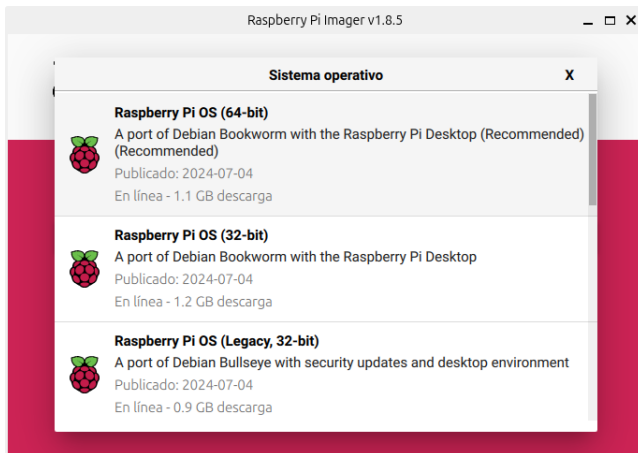 Raspberry Pi Imager v1.8.5
Sistema operativo
X
Raspberry Pi OS (64-bit)
A port of Debian Bookworm with the Raspberry Pi Desktop (Recommended)
(Recommended)
Publicado: 2024-07-04
En línea - 1.1 GB descarga
Raspberry Pi OS (32-bit)
A port of Debian Bookworm with the Raspberry Pi Desktop
Publicado: 2024-07-04
En línea - 1.2 GB descarga
Raspberry Pi OS (Legacy, 32-bit)
A port of Debian Bullseye with security updates and desktop environment
Publicado: 2024-07-04
En línea - 0.9 GB descarga